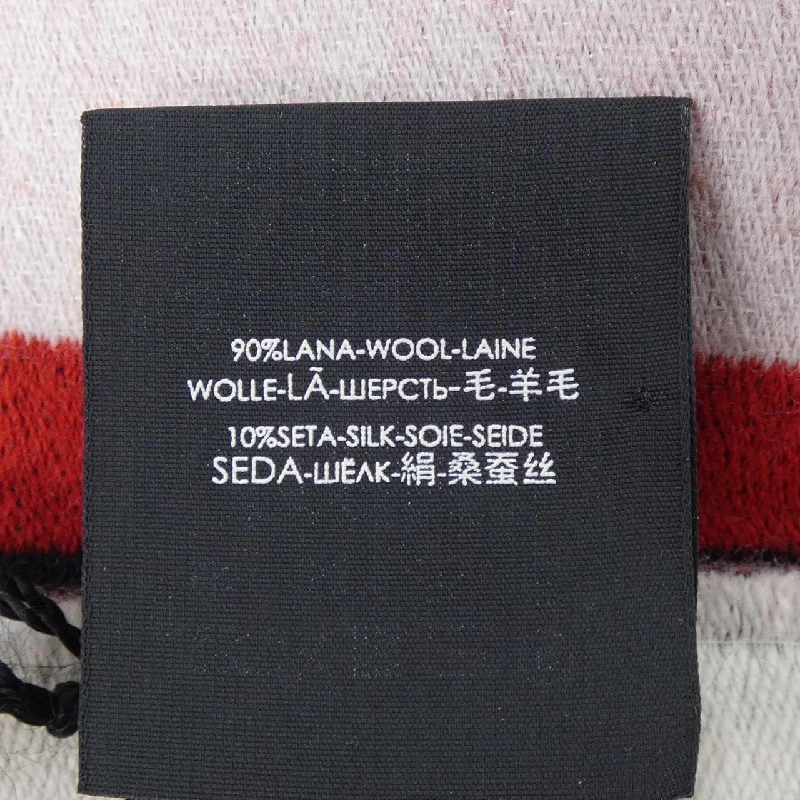 90%LANA-WOOL-LAINE
WOLLE-LÃ-ШЕРСТЬ-毛-羊毛
10%SETA-SILK-SOIE-SEIDE
SEDA-ШЁЛК-絹-桑蚕丝